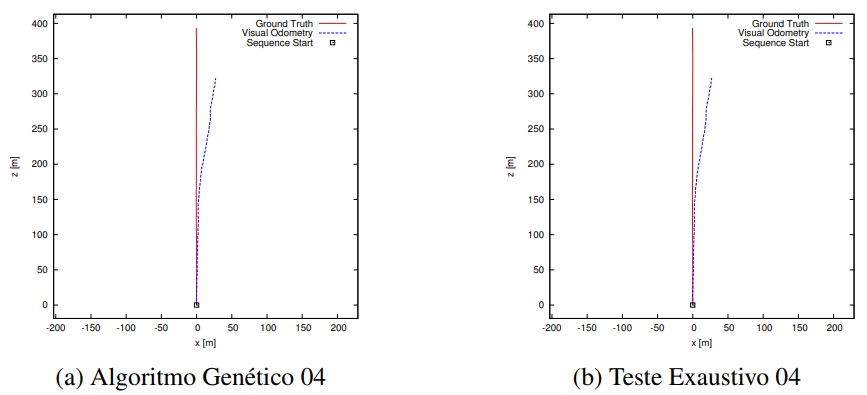 400
350
300
250
200
150
100
50
0
z [m]
-200 -150 -100 -50 0 50 100 150 200
x [m]
Ground Truth
Visual Odometry
Sequence Start
(a) Algoritmo Genético 04
400
350
300
250
200
150
100
50
0
z [m]
-200 -150 -100 -50 0 50 100 150 200
x [m]
Ground Truth
Visual Odometry
Sequence Start
(b) Teste Exaustivo 04